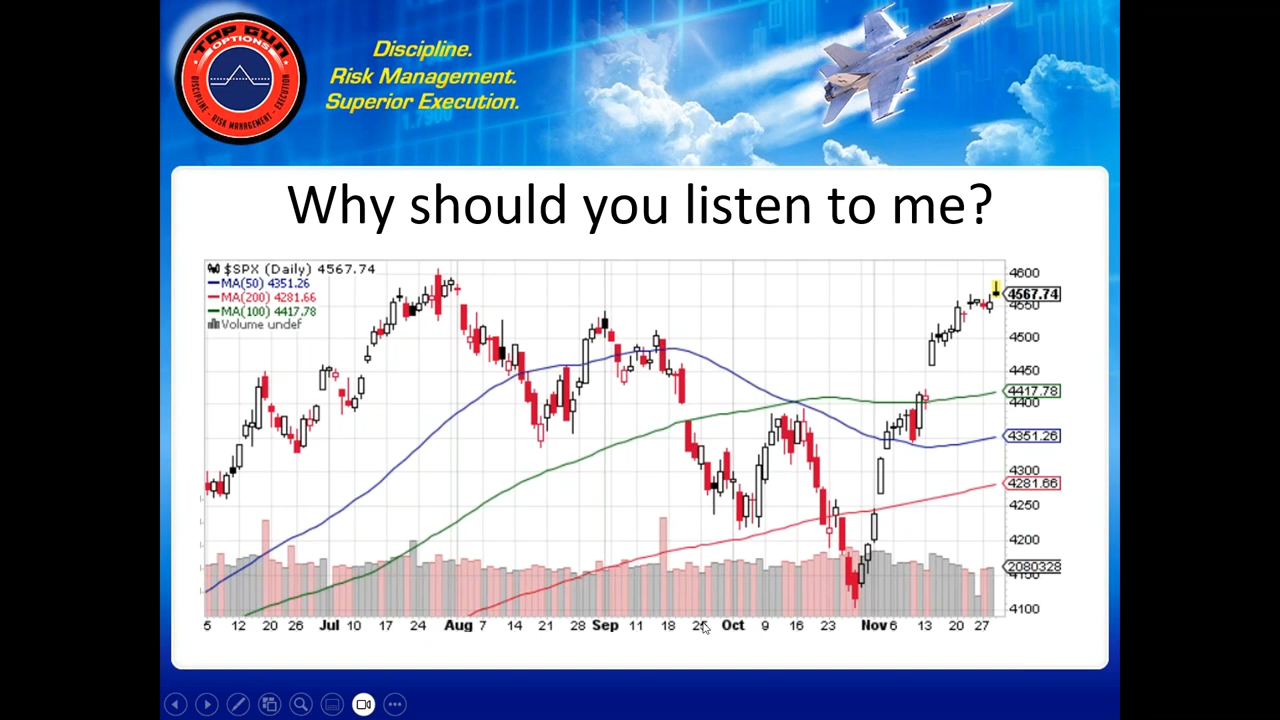 TOP GUN
OPTIONS
DISCIPLINE - RISK MANAGEMENT - EXECUTION
Discipline.
Risk Management.
Superior Execution.
1.7900
Why should you listen to me?
$SPX (Daily) 4567.74
MA(50) 4351.26
MA(200) 4281.66
MA(100) 4417.78
Volume undef
4600
4567.74
4550
4500
4450
4417.78
4400
4351.26
4300
4281.66
4250
4200
2080328
4150
4100
5 12 20 26 Jul 10 17 24 Aug 7 14 21 28 Sep 11 18 25 Oct 9 16 23 Nov 6 13 20 27